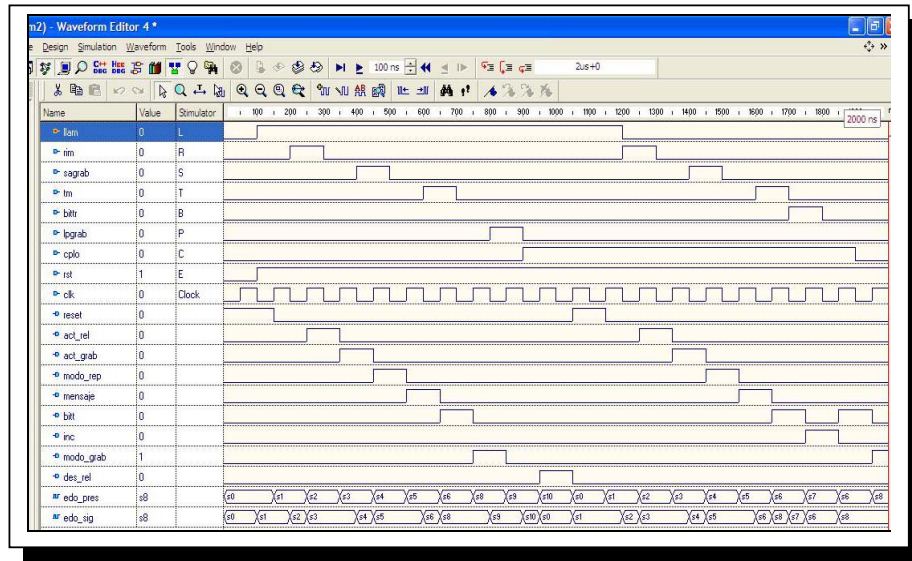 m2) - Waveform Editor 4 *
e Design Simulation Waveform Tools Window Help
C++ DBG HEE DBG 100 ns 2us+0
Name Value Stimulator 100 200 300 400 500 600 700 800 900 1000 1100 1200 1300 1400 1500 1600 1700 1800 2000 ns
llam 0 L
rim 0 R
sagrab 0 S
tm 0 T
bittr 0 B
lpgrab 0 P
cplo 0 C
rst 1 E
clk 0 Clock
reset 0
act_rel 0
act_grab 0
modo_rep 0
mensaje 0
bitt 0
inc 0
modo_grab 1
des_rel 0
edo_pres s8 s0 s1 s2 s3 s4 s5 s6 s8 s9 s10 s0 s1 s2 s3 s4 s5 s6 s7 s6 s8
edo_sig s8 s0 s1 s2 s3 s4 s5 s6 s8 s9 s10 s0 s1 s2 s3 s4 s5 s6 s8 s7 s6 s8